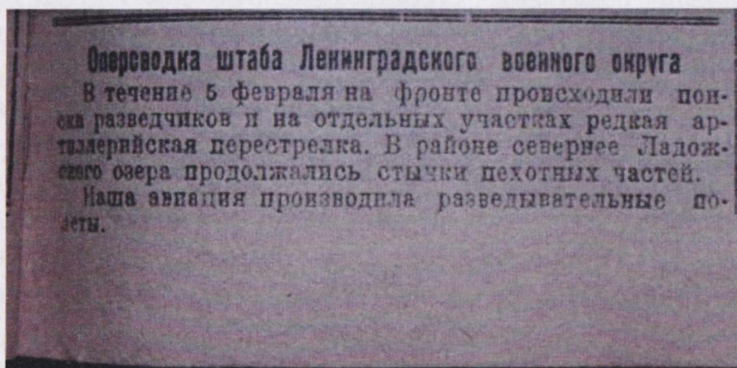 Оперсводка штаба Ленинградского военного округа
В течение 5 февраля на фронте происходили пои-
ска разведчиков и на отдельных участках редкая ар-
тиллерийская перестрелка. В районе севернее Ладож-
ского озера продолжались стычки пехотных частей.
Наша авиация производила разведывательные по-
леты.